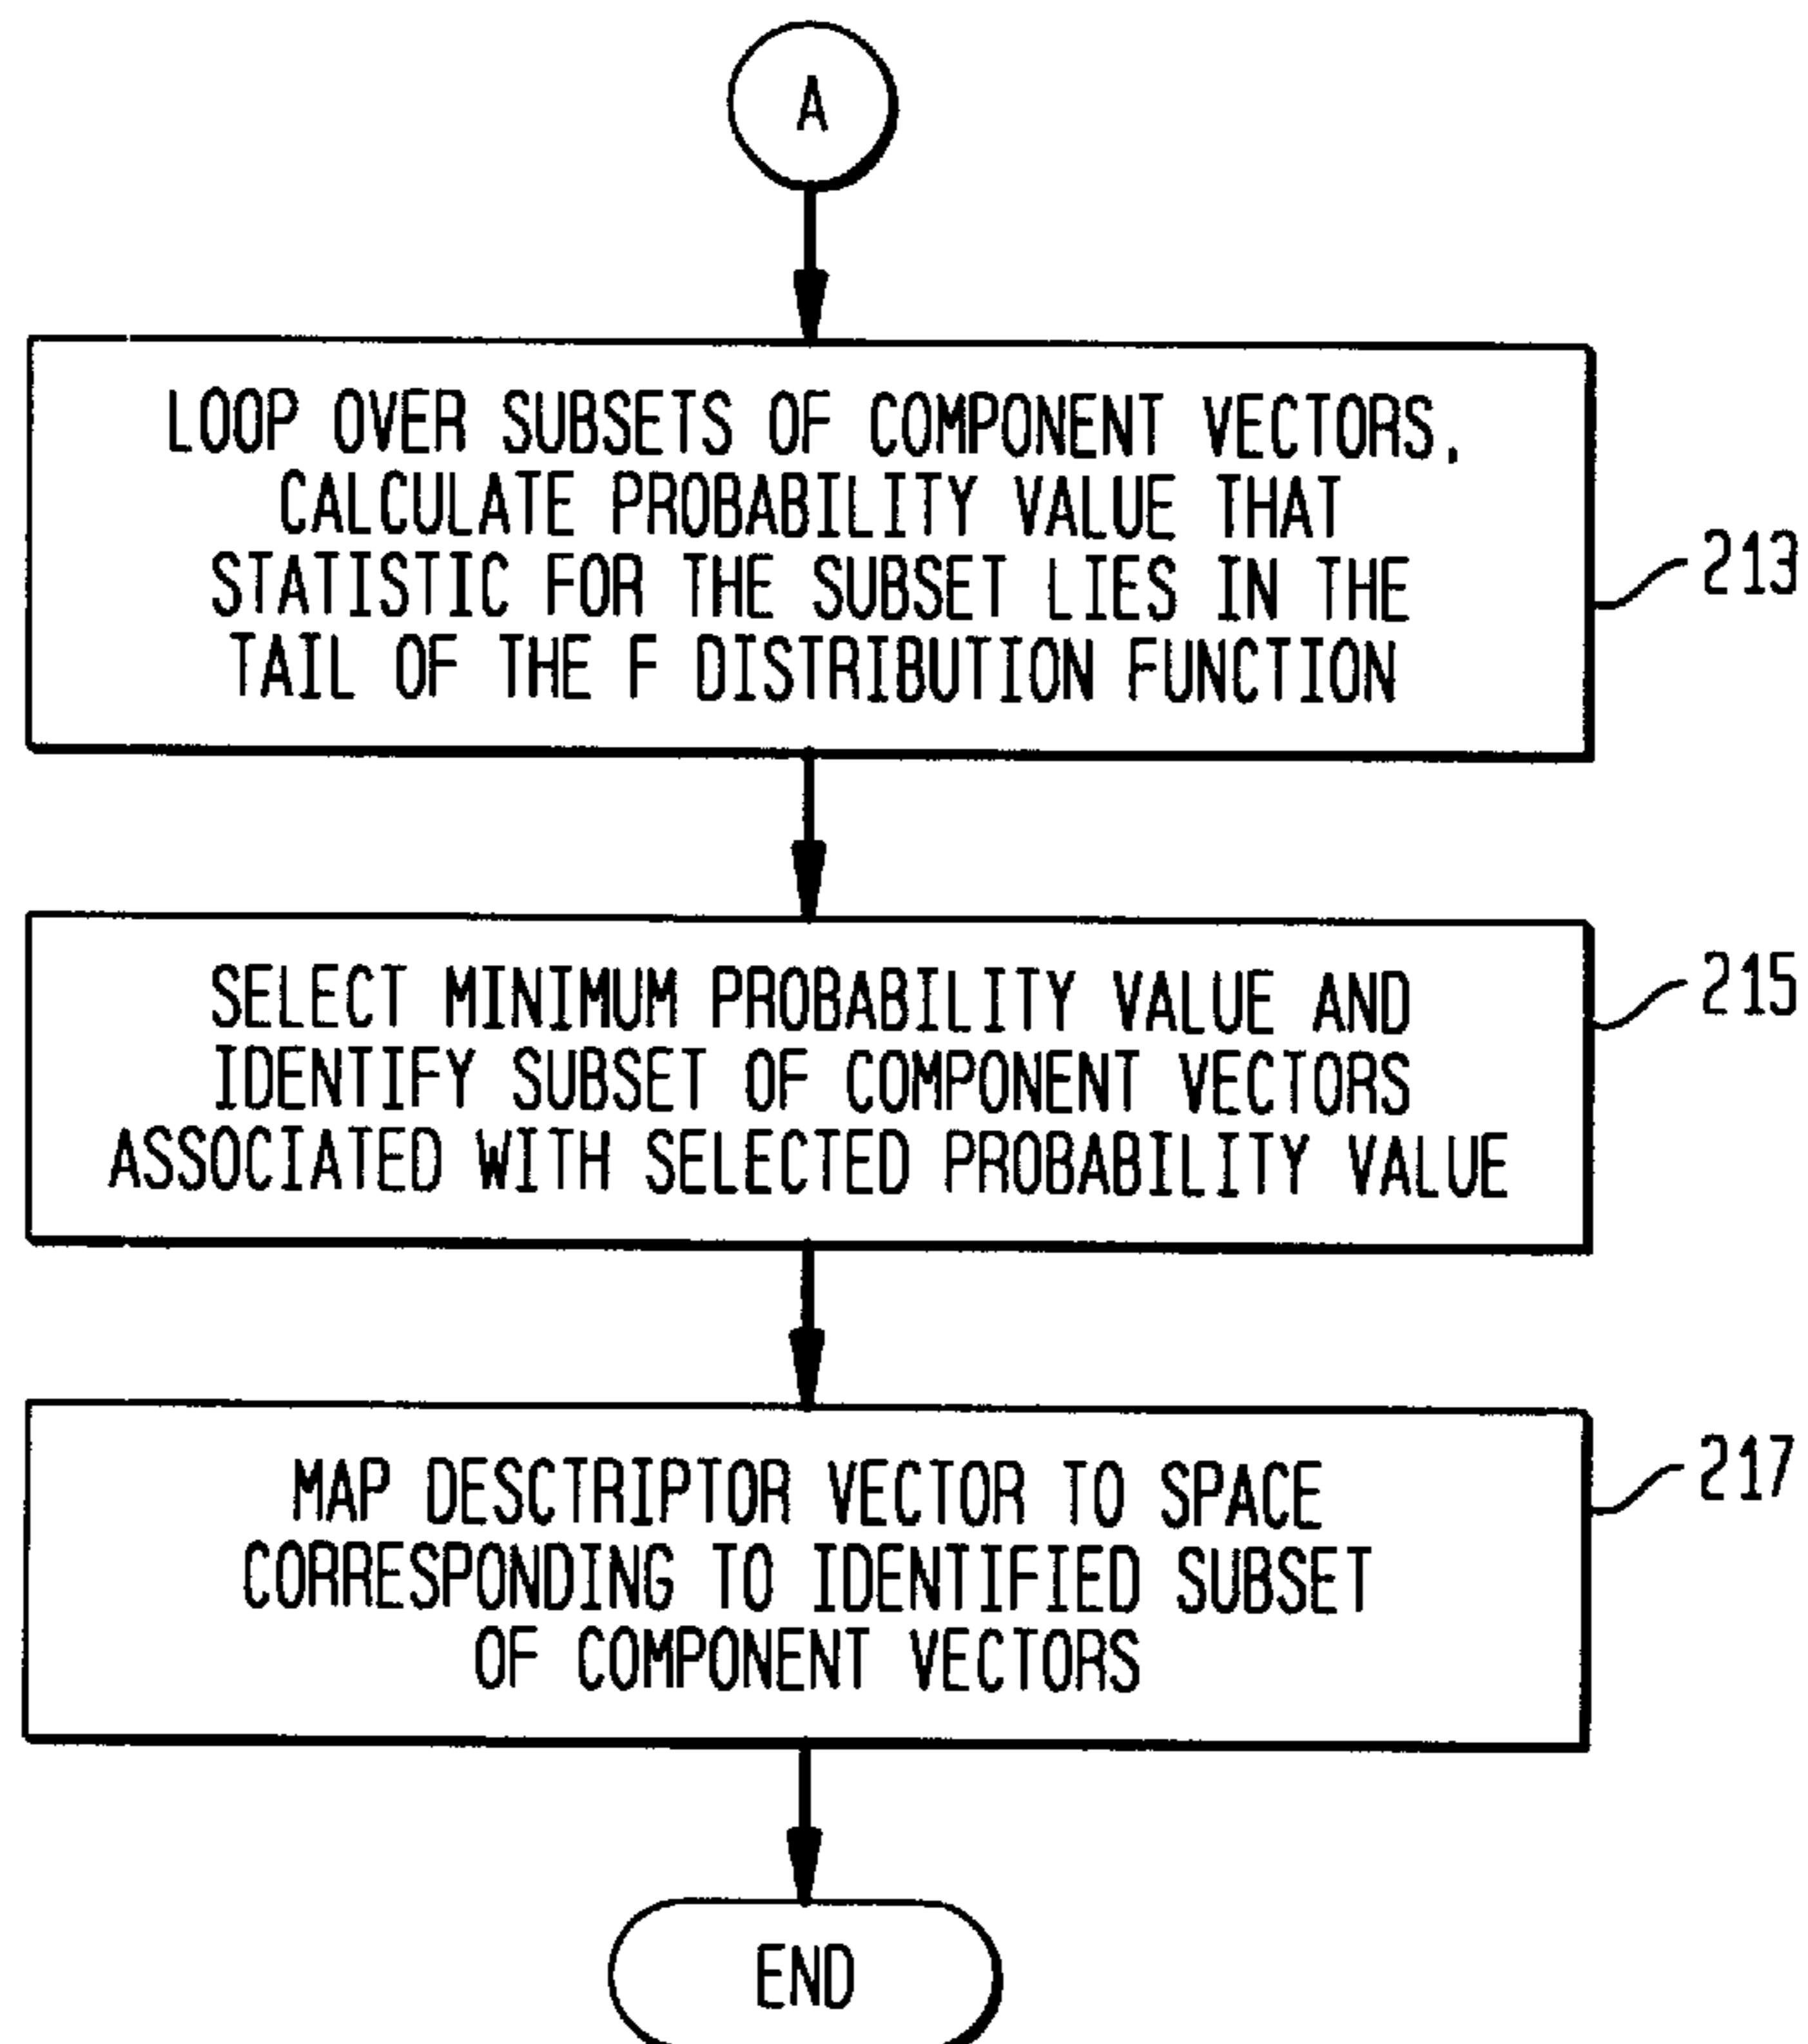 A
LOOP OVER SUBSETS OF COMPONENT VECTORS.
CALCULATE PROBABILITY VALUE THAT
STATISTIC FOR THE SUBSET LIES IN THE
TAIL OF THE F DISTRIBUTION FUNCTION
213
SELECT MINIMUM PROBABILITY VALUE AND
IDENTIFY SUBSET OF COMPONENT VECTORS
ASSOCIATED WITH SELECTED PROBABILITY VALUE
215
MAP DESCTRIPTOR VECTOR TO SPACE
CORRESPONDING TO IDENTIFIED SUBSET
OF COMPONENT VECTORS
217
END